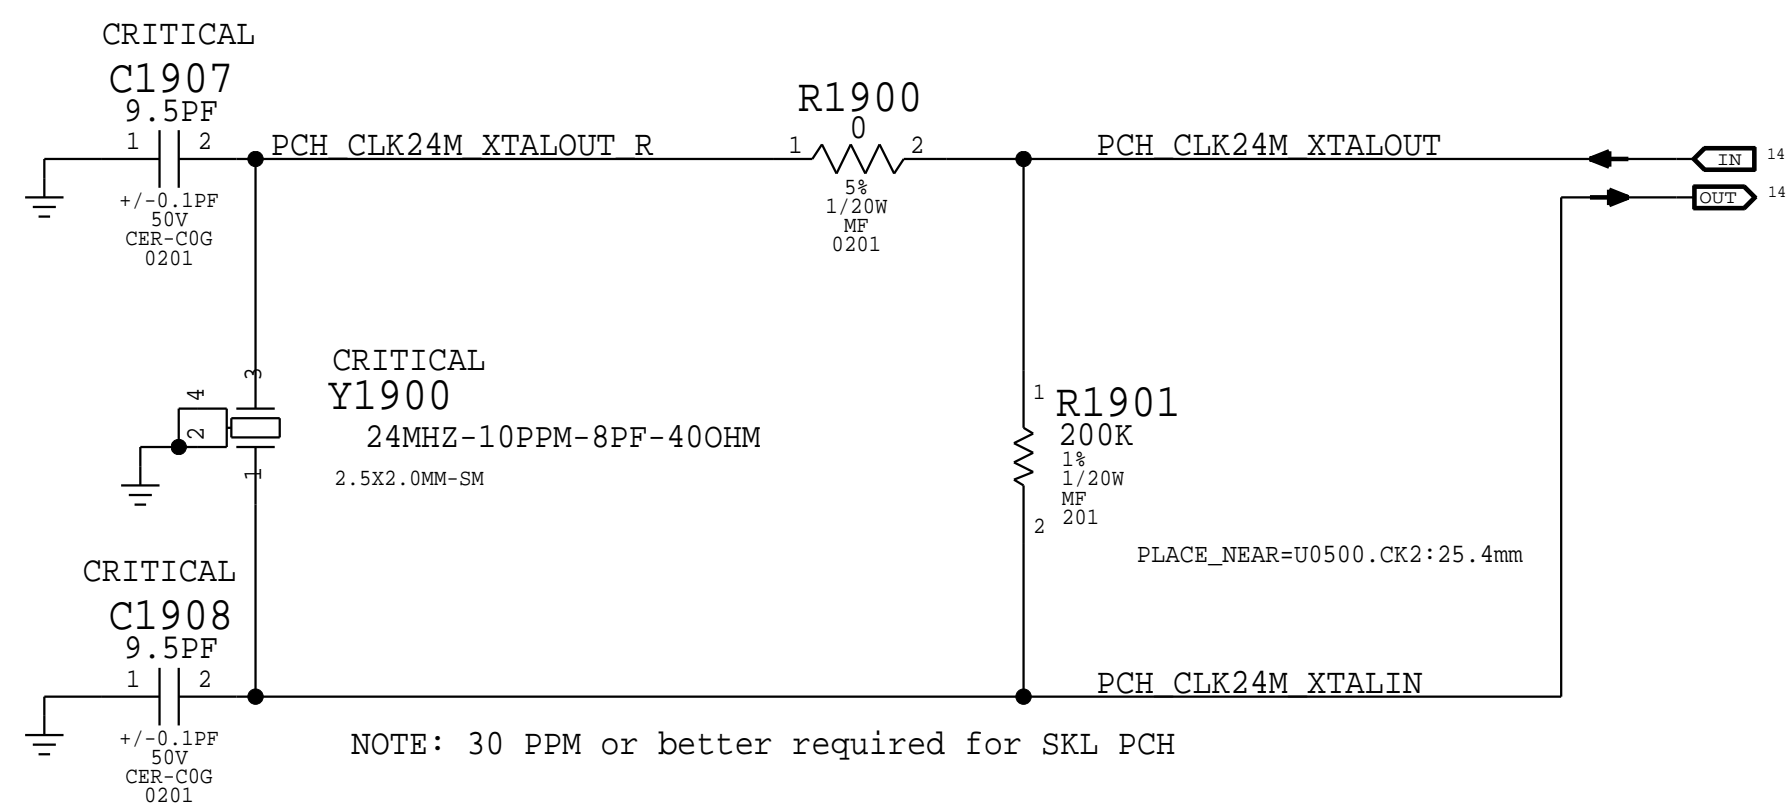 CRITICAL
C1907
9.5PF
1 2
+/-0.1PF
50V
CER-C0G
0201
PCH_CLK24M_XTALOUT_R
R1900
0
1 2
5%
1/20W
MF
0201
PCH_CLK24M_XTALOUT
IN 14
OUT 14
3
4
2
1
CRITICAL
Y1900
24MHZ-10PPM-8PF-40OHM
2.5X2.0MM-SM
1
R1901
200K
1%
1/20W
MF
201
2
PLACE_NEAR=U0500.CK2:25.4mm
CRITICAL
C1908
9.5PF
1 2
+/-0.1PF
50V
CER-C0G
0201
PCH_CLK24M_XTALIN
NOTE: 30 PPM or better required for SKL PCH